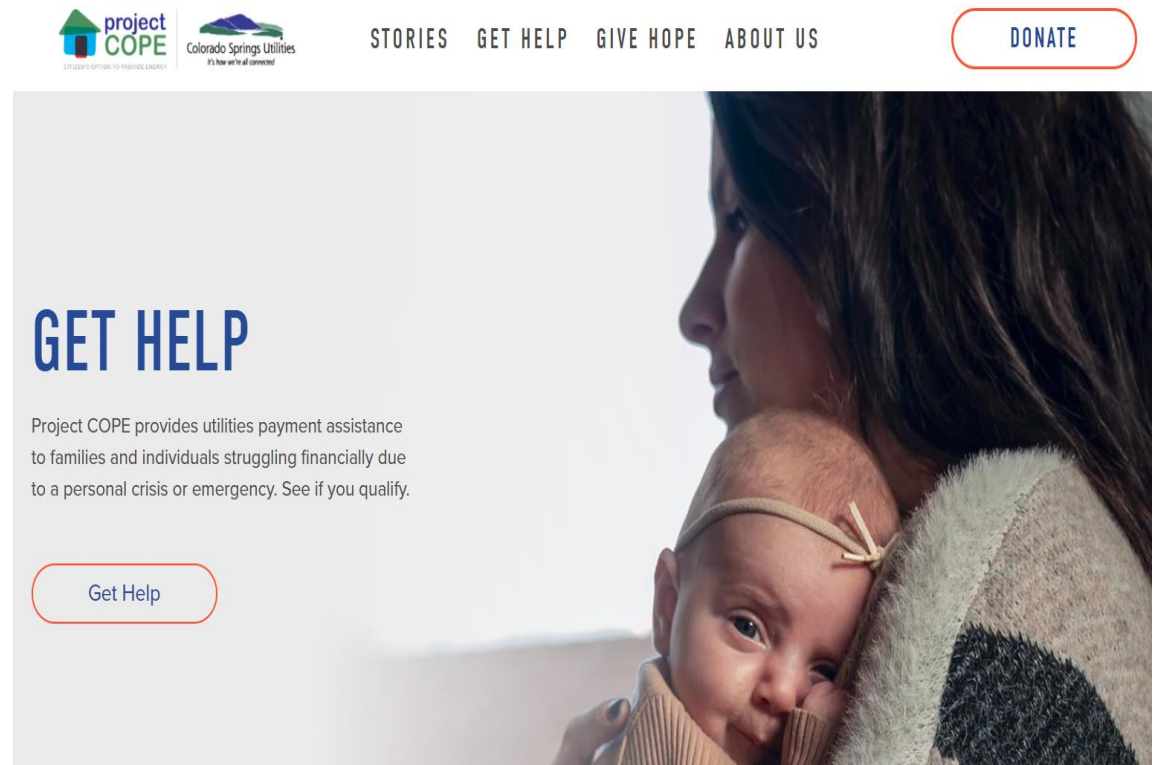 project
COPE
CITIZEN'S OPTION TO PROVIDE ENERGY
Colorado Springs Utilities
It's how we're all connected
STORIES GET HELP GIVE HOPE ABOUT US
DONATE
GET HELP
Project COPE provides utilities payment assistance
to families and individuals struggling financially due
to a personal crisis or emergency. See if you qualify.
Get Help